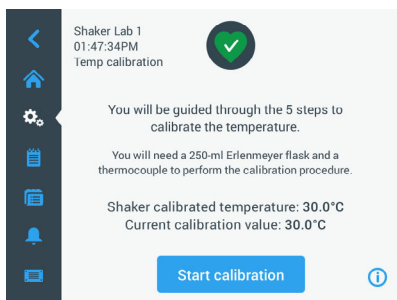 Shaker Lab 1
01:47:34PM
Temp calibration
You will be guided through the 5 steps to
calibrate the temperature.
You will need a 250-ml Erlenmeyer flask and a
thermocouple to perform the calibration procedure.
Shaker calibrated temperature: 30.0°C
Current calibration value: 30.0°C
Start calibration